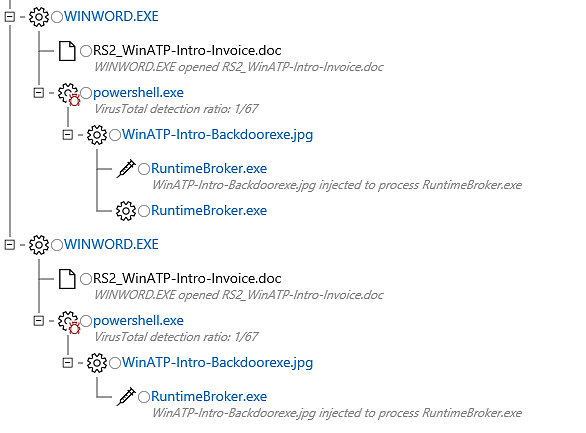 WINWORD.EXE
RS2_WinATP-Intro-Invoice.doc
WINWORD.EXE opened RS2_WinATP-Intro-Invoice.doc
powershell.exe
VirusTotal detection ratio: 1/67
WinATP-Intro-Backdoorexe.jpg
RuntimeBroker.exe
WinATP-Intro-Backdoorexe.jpg injected to process RuntimeBroker.exe
RuntimeBroker.exe
WINWORD.EXE
RS2_WinATP-Intro-Invoice.doc
WINWORD.EXE opened RS2_WinATP-Intro-Invoice.doc
powershell.exe
VirusTotal detection ratio: 1/67
WinATP-Intro-Backdoorexe.jpg
RuntimeBroker.exe
WinATP-Intro-Backdoorexe.jpg injected to process RuntimeBroker.exe